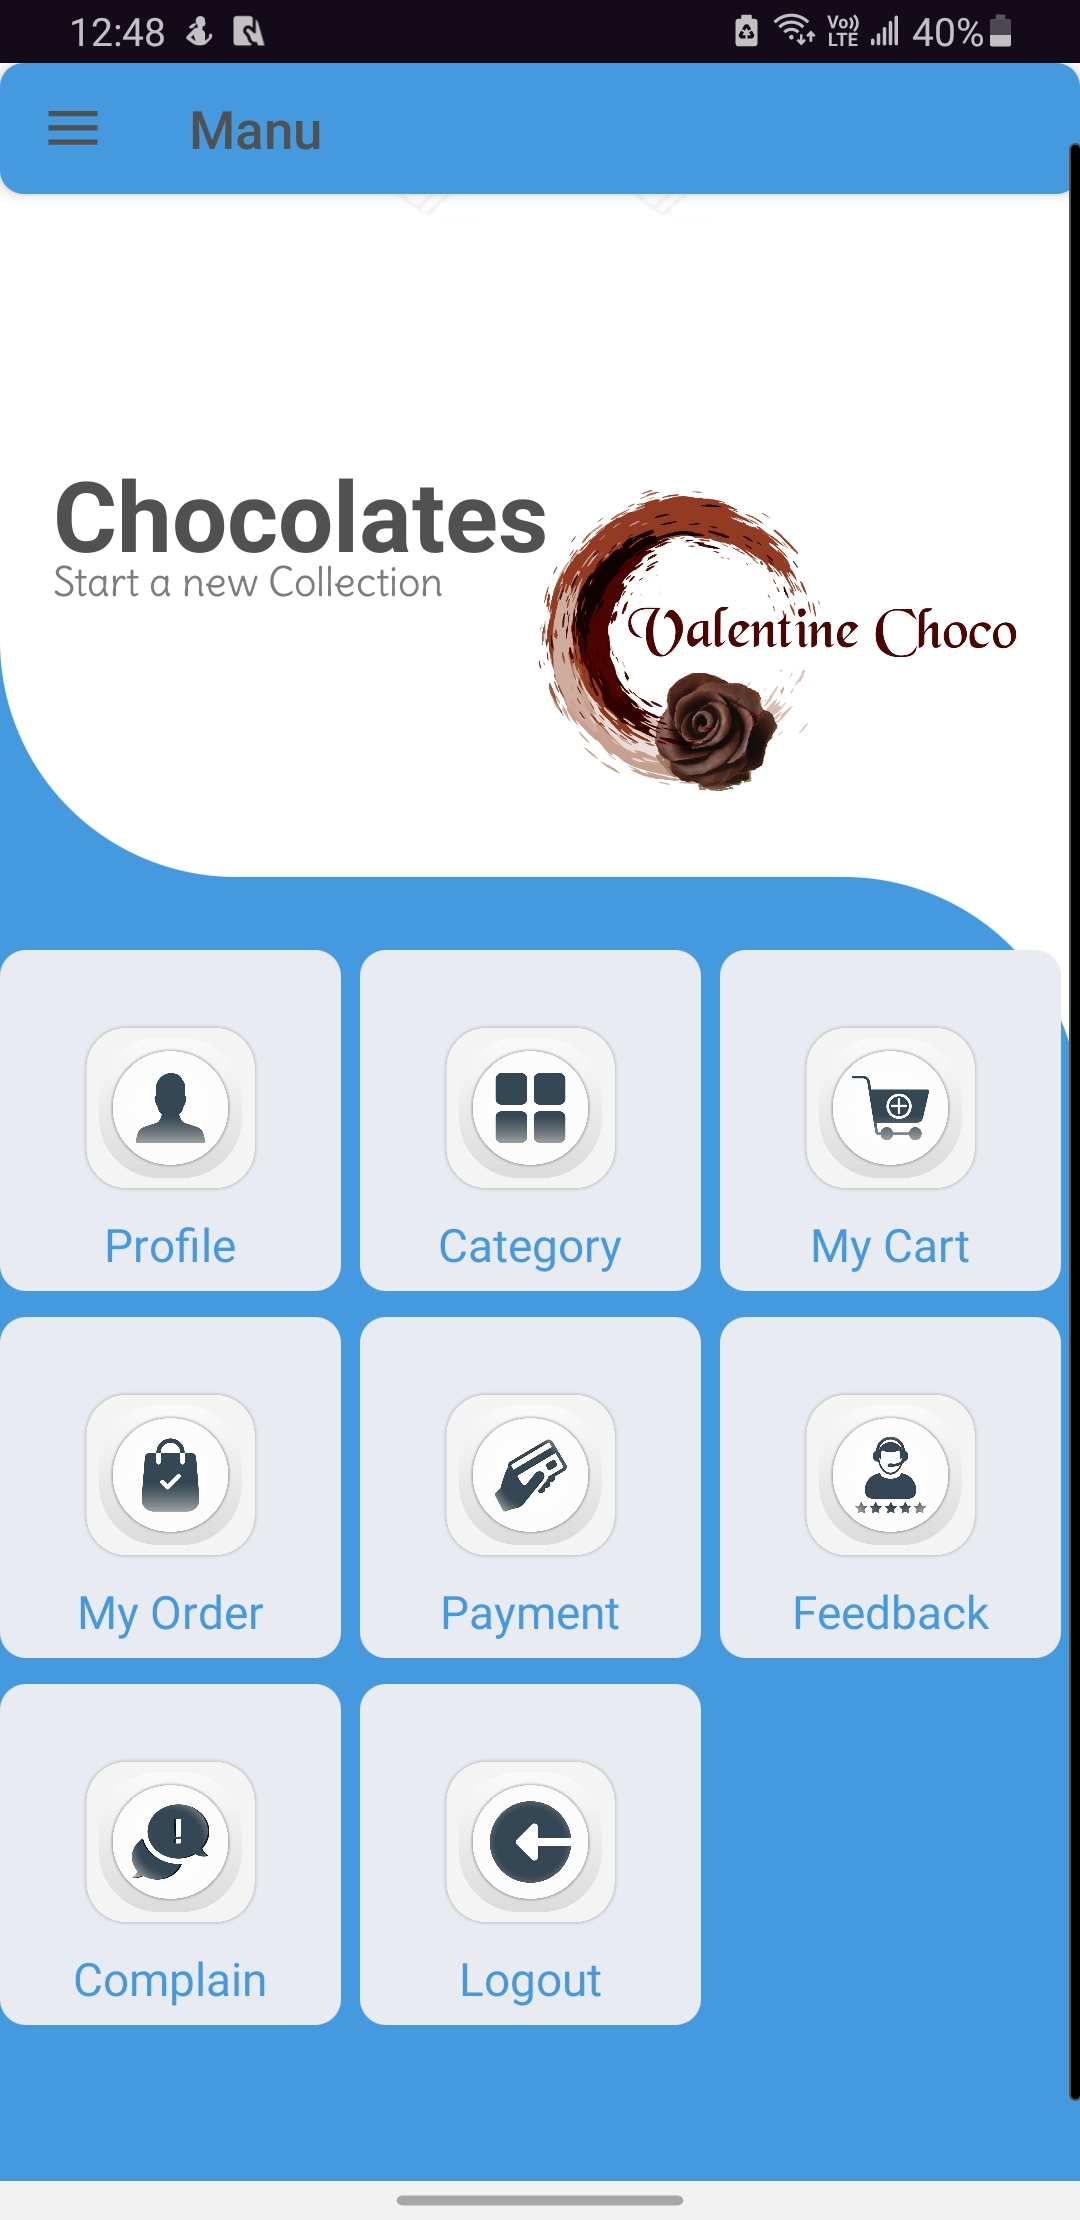 12:48
Vo)) LTE 40%
Manu
Chocolates
Start a new Collection
Valentine Choco
Profile Category My Cart
My Order Payment Feedback
Complain Logout